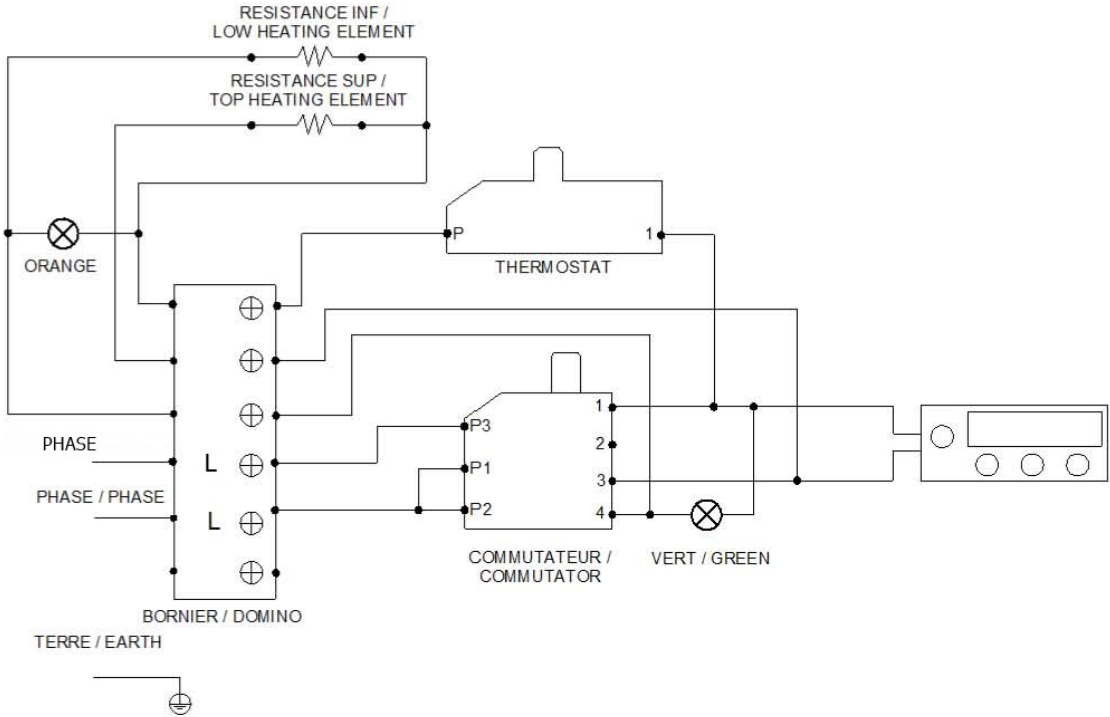 RESISTANCE INF /
LOW HEATING ELEMENT
RESISTANCE SUP /
TOP HEATING ELEMENT
P
1
ORANGE
THERMOSTAT
1
P3
2
PHASE
L
P1
3
PHASE / PHASE
L
P2
4
COMMUTATEUR /
COMMUTATOR
VERT / GREEN
BORNIER / DOMINO
TERRE / EARTH